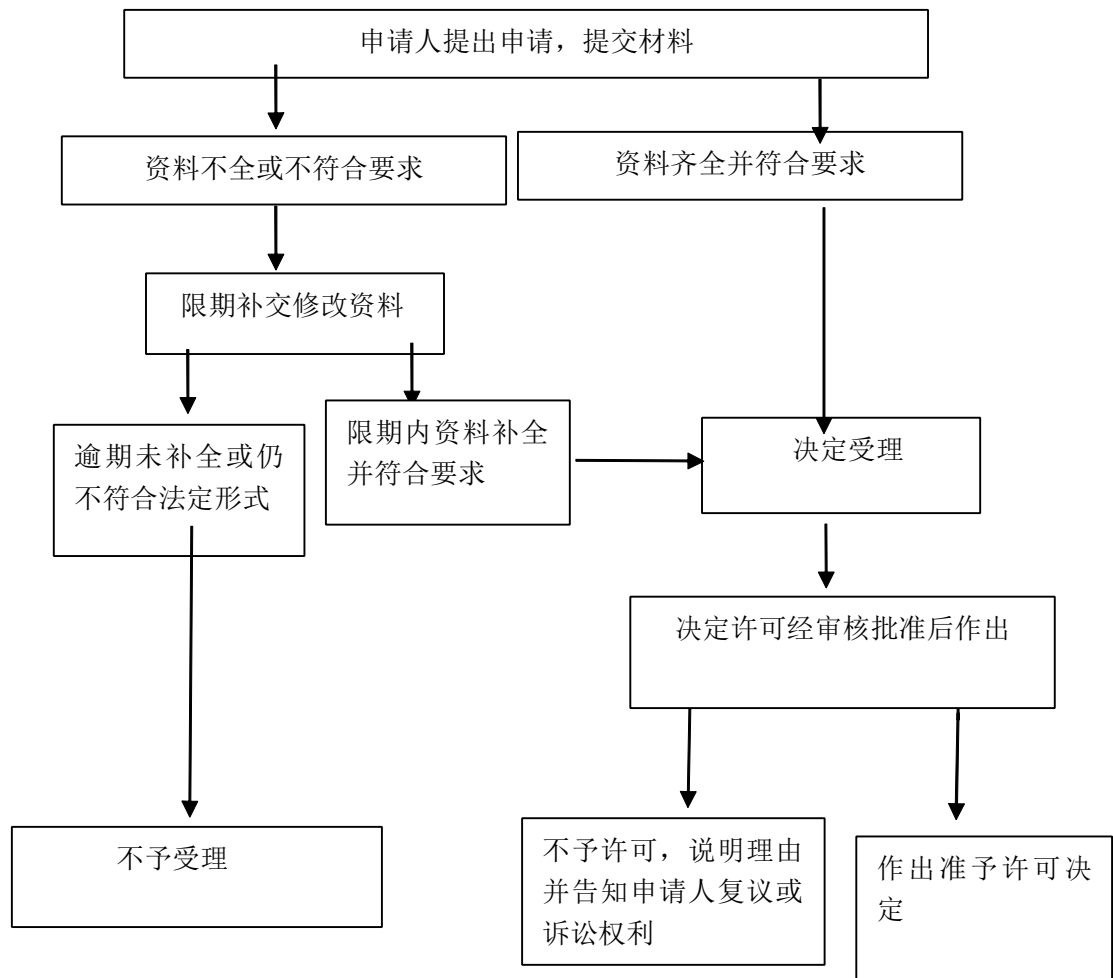 申请人提出申请，提交材料
资料不全或不符合要求
资料齐全并符合要求
限期补交修改资料
逾期未补全或仍
不符合法定形式
限期内资料补全
并符合要求
决定受理
决定许可经审核批准后作出
不予受理
不予许可，说明理由
并告知申请人复议或
诉讼权利
作出准予许可决
定